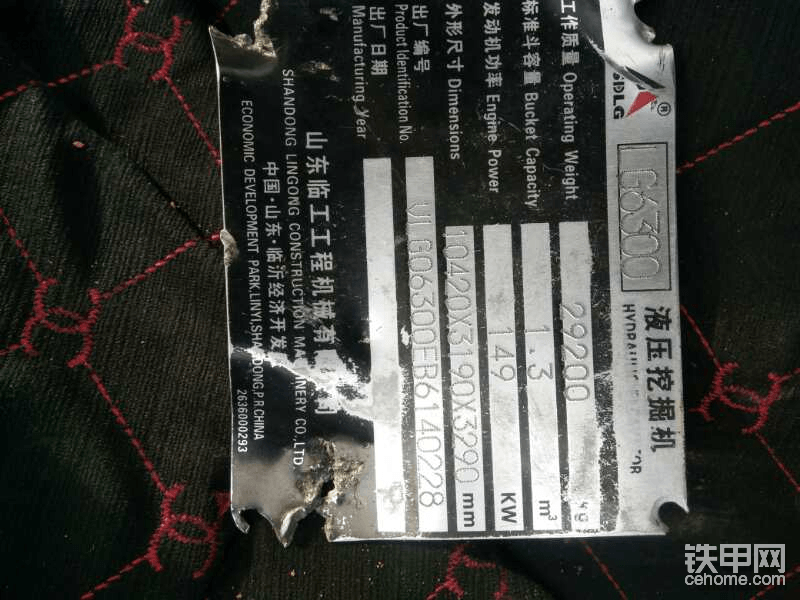 SDLG ®
LG6300 液压挖掘机
HYDRAULIC
工作质量 Operating Weight 29200 kg
标准斗容量 Bucket Capacity 1.3 m³
发动机功率 Engine Power 149 KW
外形尺寸 Dimensions 10420X3190X3290 mm
出厂编号
Product Identification No. VLG06300EB6140228
出厂日期
Manufacturing Year
山东临工工程机械有 司
SHANDONG LINGONG CONSTRUCTION MACHINERY CO.,LTD
中国·山东·临沂经济开发
ECONOMIC DEVELOPMENT PARK.LINYI.SHANDONG,P.R.CHINA
2636000293
铁甲网
cehome.com